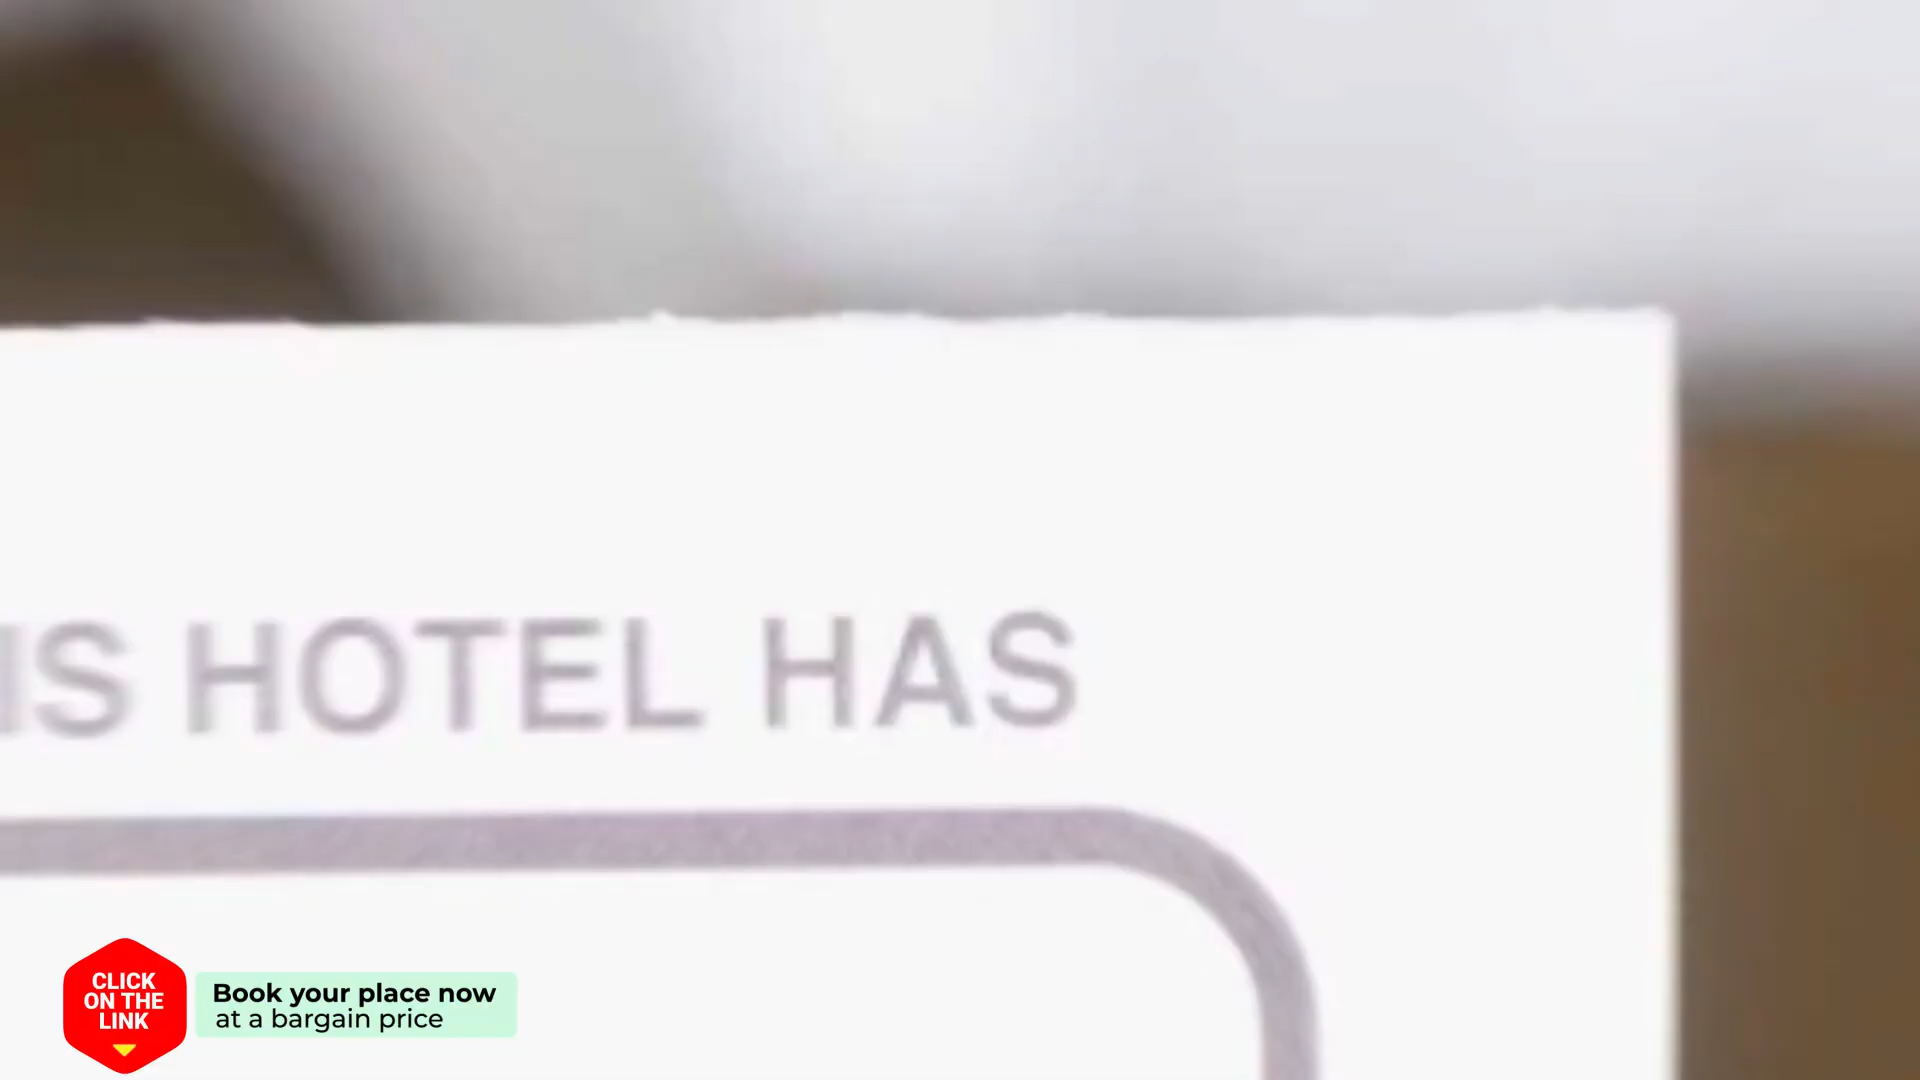 IS HOTEL HAS
CLICK
ON THE
LINK
Book your place now
at a bargain price